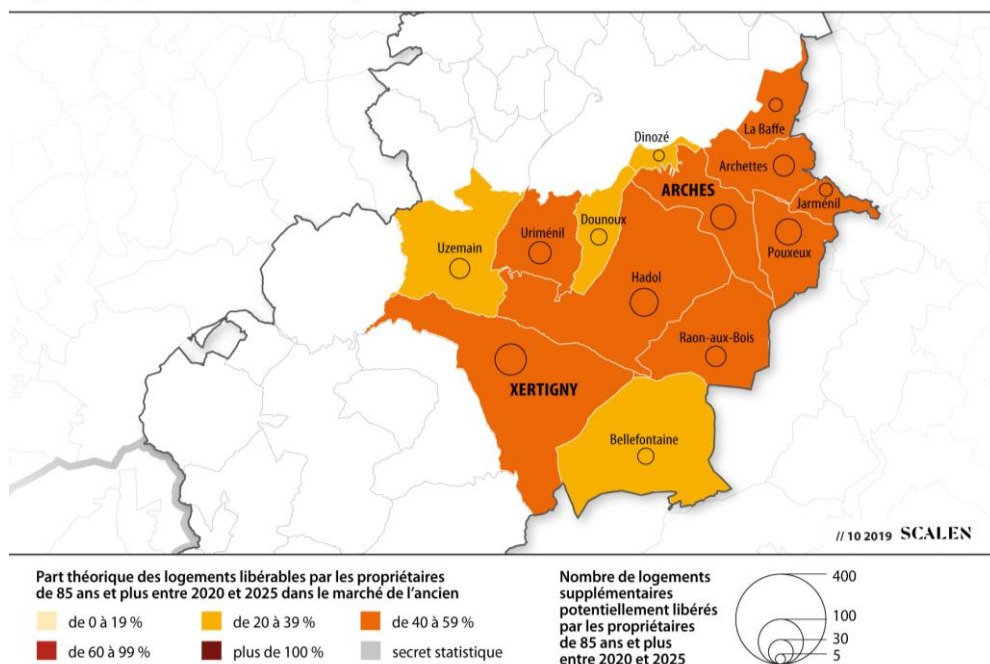 La Baffe
Dinozé
Archettes
ARCHES
Jarménil
Dounoux
Uriménil
Pouxeux
Uzemain
Hadol
Raon-aux-Bois
XERTIGNY
Bellefontaine
// 10 2019 SCALEN
Part théorique des logements libérables par les propriétaires
de 85 ans et plus entre 2020 et 2025 dans le marché de l'ancien
de 0 à 19 %
de 20 à 39 %
de 40 à 59 %
de 60 à 99 %
plus de 100 %
secret statistique
Nombre de logements
supplémentaires
potentiellement libérés
par les propriétaires
de 85 ans et plus
entre 2020 et 2025
400
100
30
5